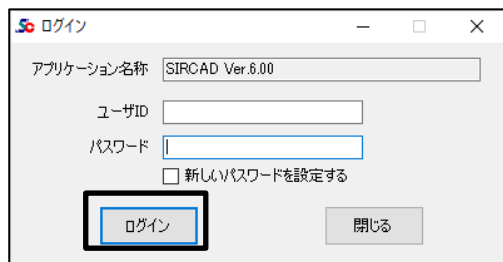 Sc ログイン
アプリケーション名称 SIRCAD Ver.6.00
ユーザID
パスワード
新しいパスワードを設定する
ログイン 閉じる